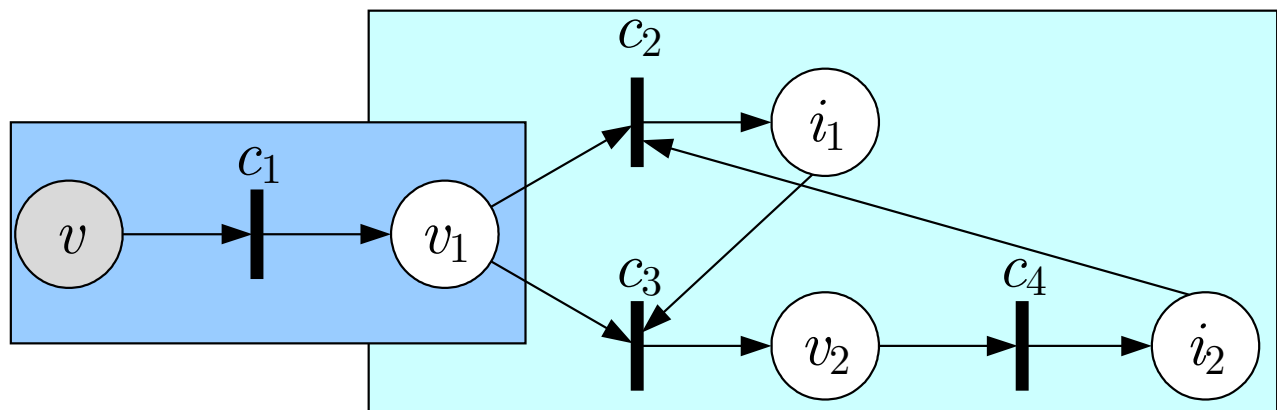 c₂
i₁
c₁
v
v₁
c₃
c₄
v₂
i₂